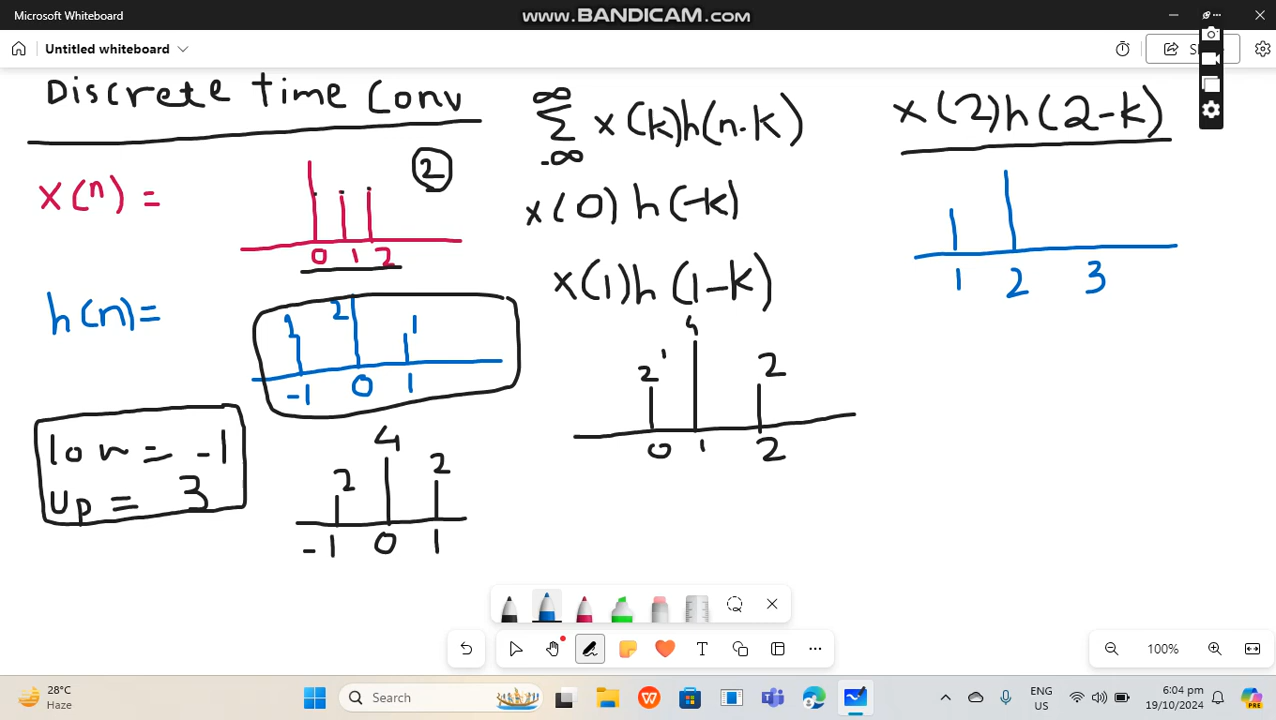 Microsoft Whiteboard
www.BANDICAM.com
Untitled whiteboard
Discrete time Conv
x(n) =
2
0 1 2
h(n)=
1 2 1
-1 0 1
low = -1
Up = 3
2 4 2
-1 0 1
∞
Σ x(k)h(n-k)
-∞
x(0) h(-k)
x(1)h(1-k)
2 4 2
0 1 2
x(2)h(2-k)
1 2 3
100%
28°C
Haze
Search
ENG
US
6:04 pm
19/10/2024
PRE